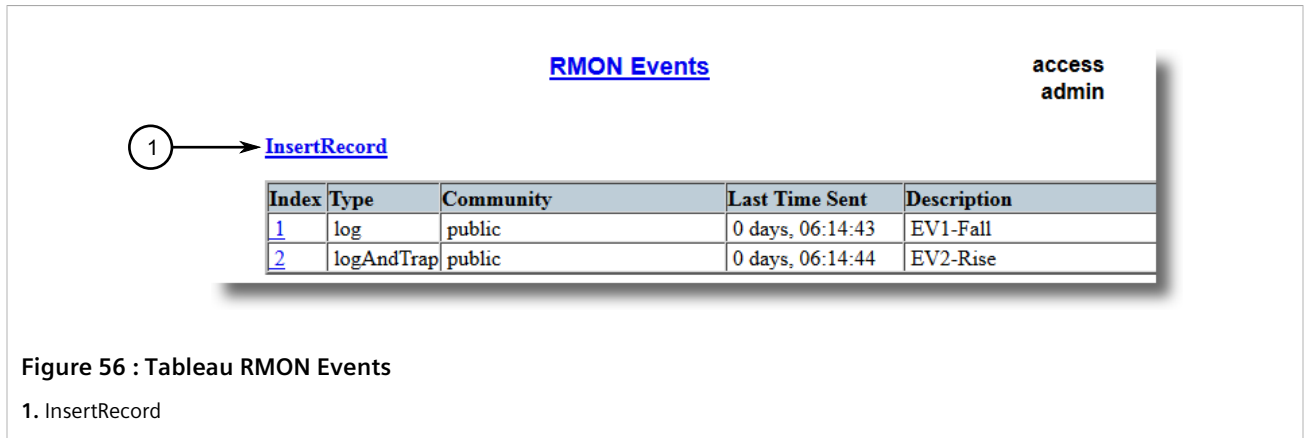 RMON Events
access
admin
1
InsertRecord
Index Type Community Last Time Sent Description
1 log public 0 days, 06:14:43 EV1-Fall
2 logAndTrap public 0 days, 06:14:44 EV2-Rise
Figure 56 : Tableau RMON Events
1. InsertRecord